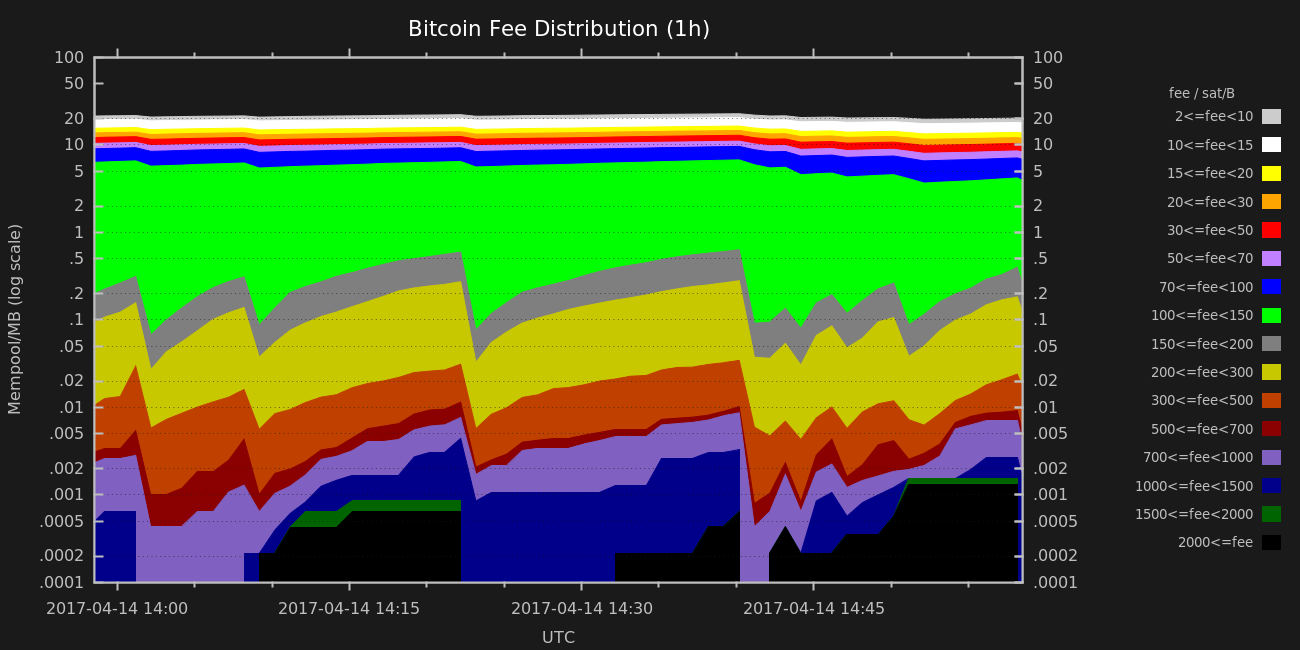 Bitcoin Fee Distribution (1h)
Mempool/MB (log scale)
100
50
20
10
5
2
1
.5
.2
.1
.05
.02
.01
.005
.002
.001
.0005
.0002
.0001
100
50
20
10
5
2
1
.5
.2
.1
.05
.02
.01
.005
.002
.001
.0005
.0002
.0001
2017-04-14 14:00
2017-04-14 14:15
2017-04-14 14:30
2017-04-14 14:45
UTC
fee / sat/B
2<=fee<10
10<=fee<15
15<=fee<20
20<=fee<30
30<=fee<50
50<=fee<70
70<=fee<100
100<=fee<150
150<=fee<200
200<=fee<300
300<=fee<500
500<=fee<700
700<=fee<1000
1000<=fee<1500
1500<=fee<2000
2000<=fee